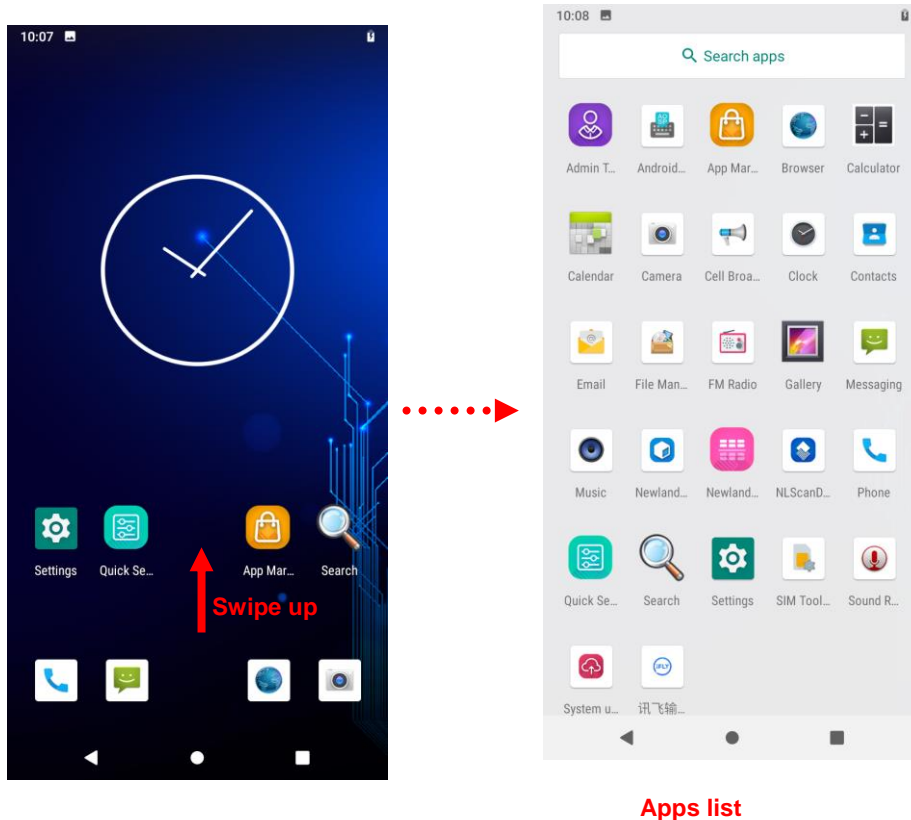 10:07
Settings Quick Se... App Mar... Search
Swipe up
10:08
Search apps
Admin T... Android... App Mar... Browser Calculator
Calendar Camera Cell Broa... Clock Contacts
Email File Man... FM Radio Gallery Messaging
Music Newland... Newland... NLScanD... Phone
Quick Se... Search Settings SIM Tool... Sound R...
iFLY
System u... 讯飞输...
Apps list